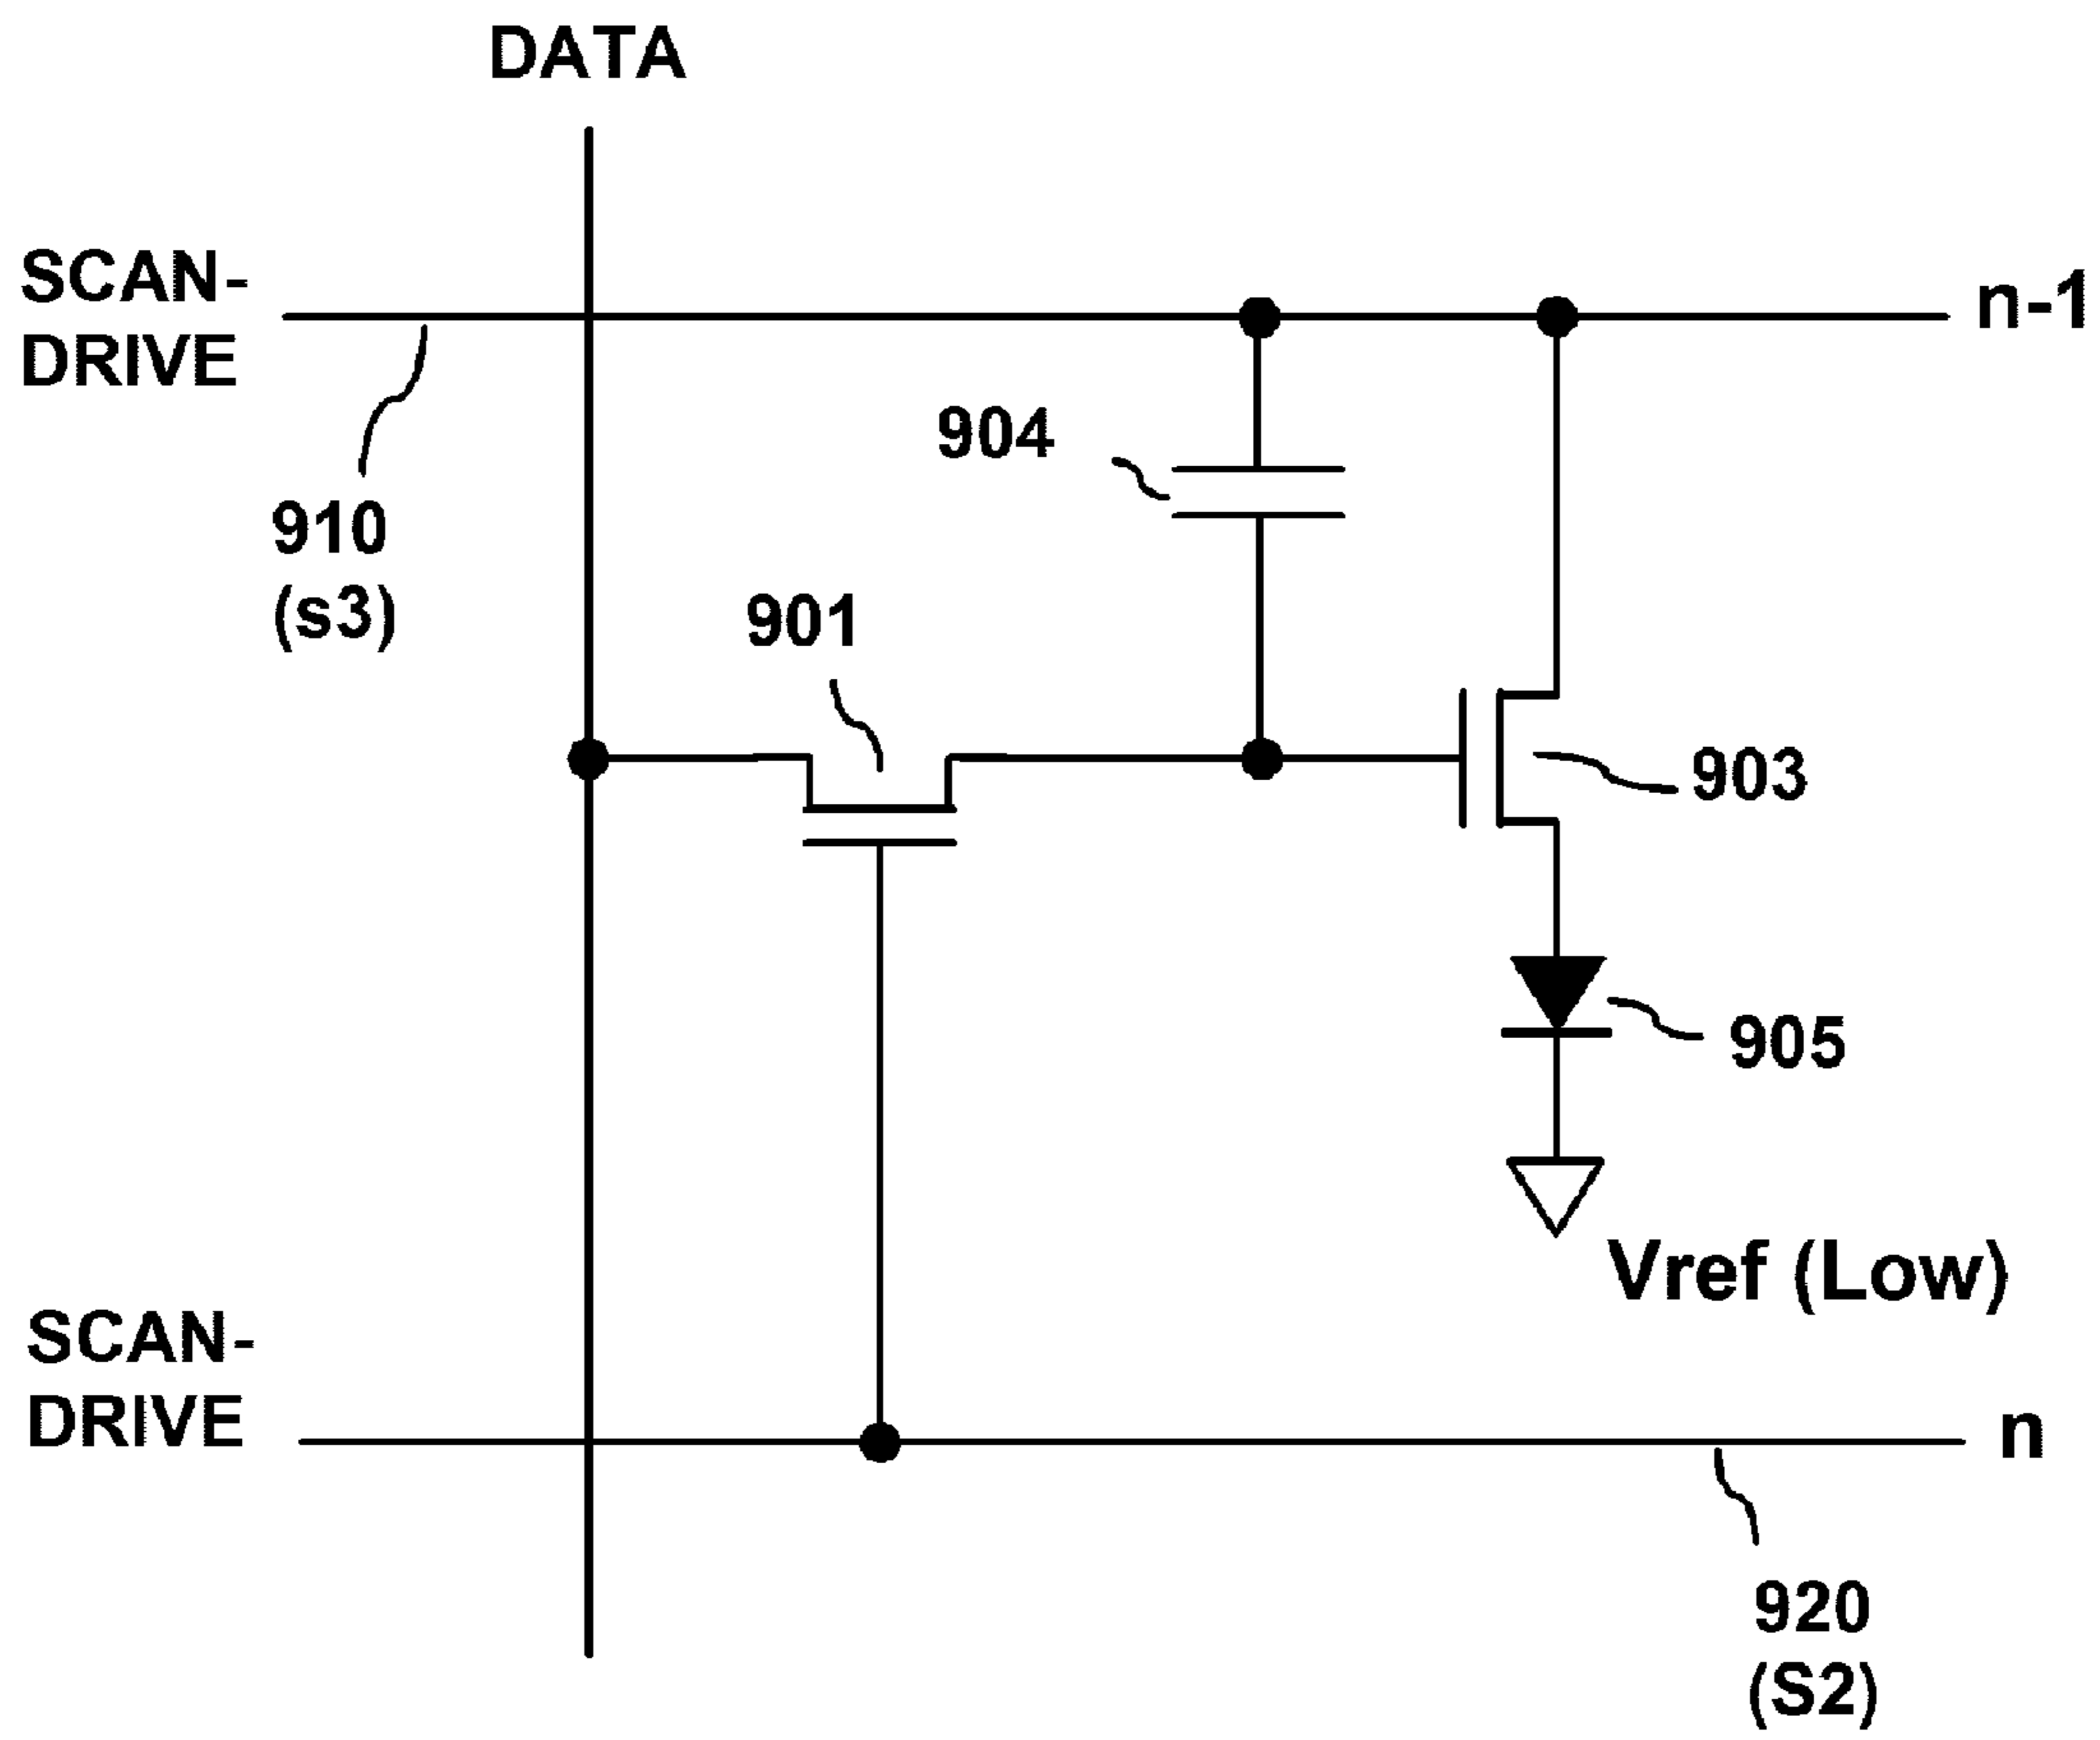 DATA
SCAN-
DRIVE
n-1
904
910
(s3)
901
903
905
Vref (Low)
SCAN-
DRIVE
n
920
(S2)